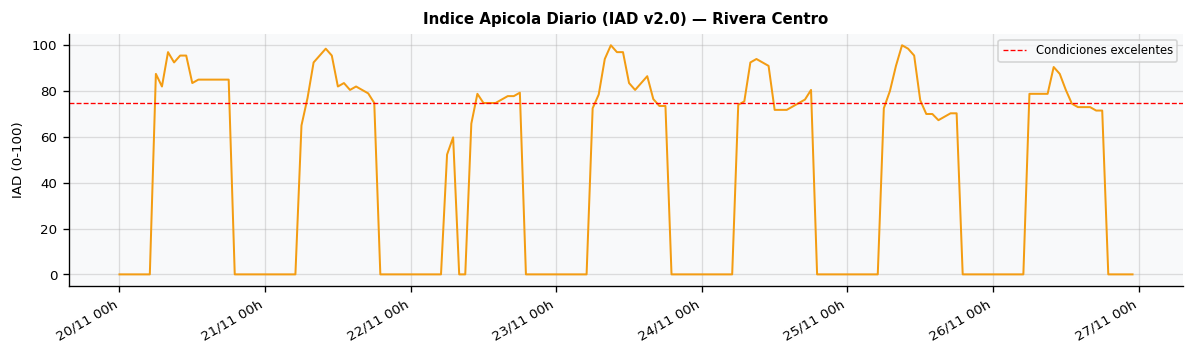 Indice Apicola Diario (IAD v2.0) — Rivera Centro
Condiciones excelentes
IAD (0-100)
100
80
60
40
20
0
20/11 00h
21/11 00h
22/11 00h
23/11 00h
24/11 00h
25/11 00h
26/11 00h
27/11 00h